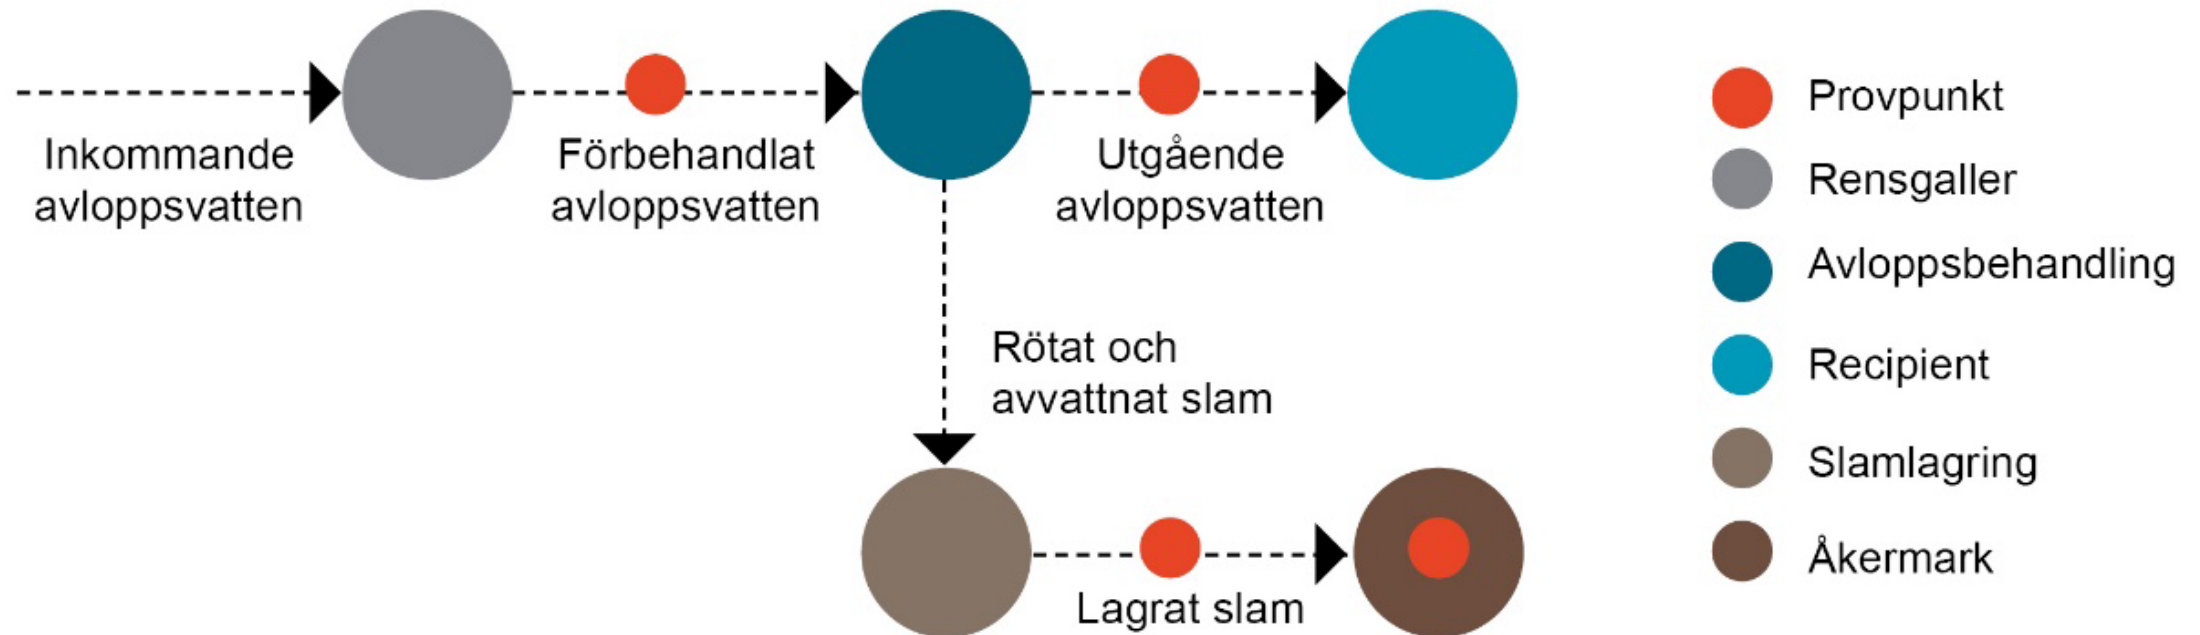 Inkommande
avloppsvatten
Förbehandlat
avloppsvatten
Utgående
avloppsvatten
Rötat och
avvattnat slam
Lagrat slam
Provpunkt
Rensgaller
Avloppsbehandling
Recipient
Slamlagring
Åkermark